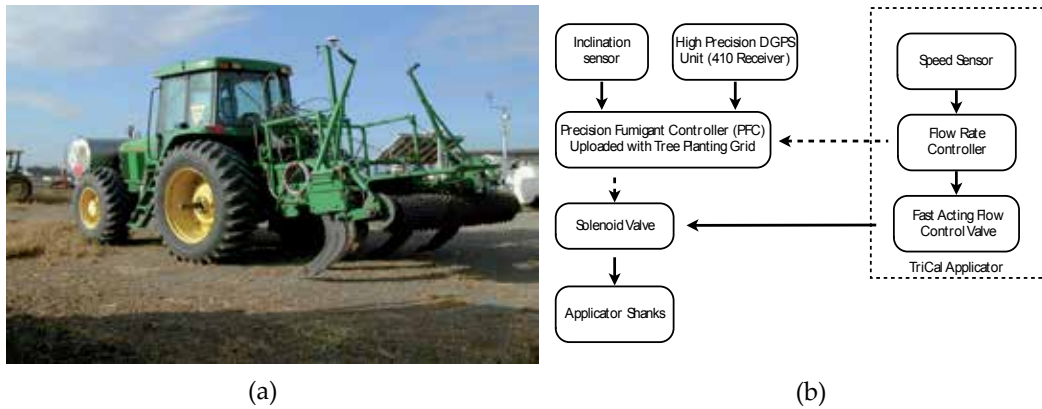 Inclination
sensor
High Precision DGPS
Unit (410 Receiver)
Speed Sensor
Precision Fumigant Controller (PFC)
Uploaded with Tree Planting Grid
Flow Rate
Controller
Solenoid Valve
Fast Acting Flow
Control Valve
TriCal Applicator
Applicator Shanks
(a)
(b)